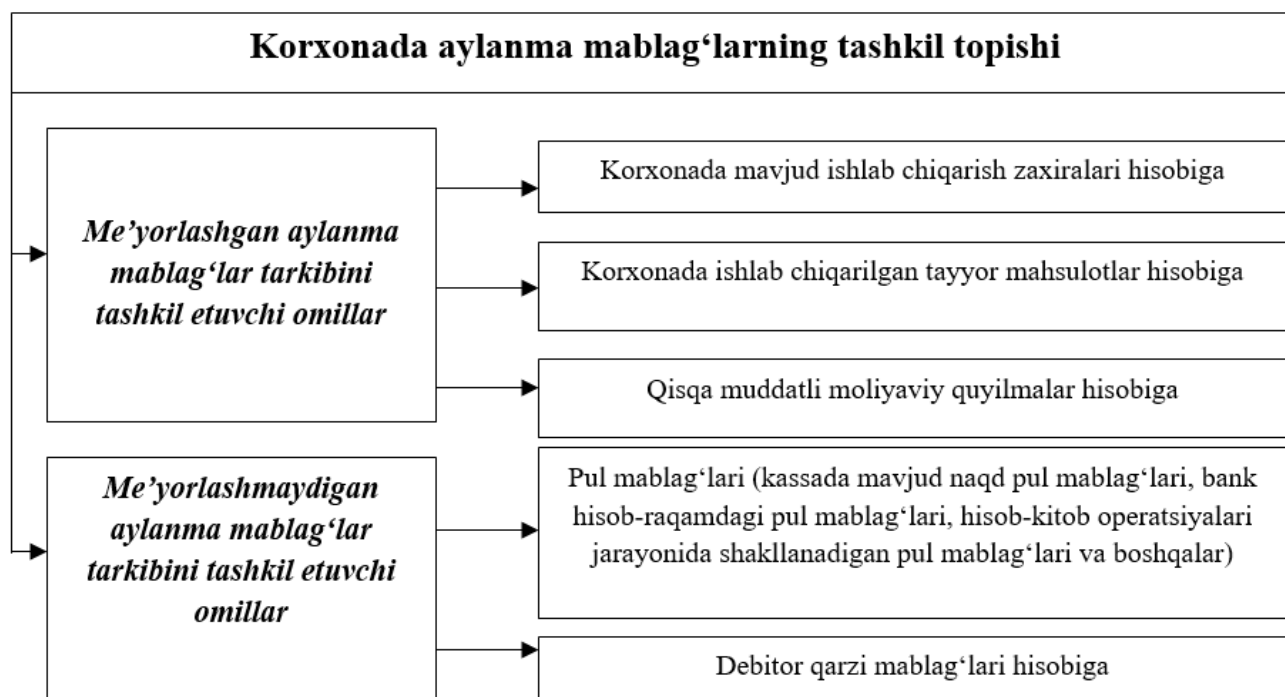 Korxonada aylanma mablag‘larning tashkil topishi
Me’yorlashgan aylanma
mablag‘lar tarkibini
tashkil etuvchi omillar
Korxonada mavjud ishlab chiqarish zaxiralari hisobiga
Korxonada ishlab chiqarilgan tayyor mahsulotlar hisobiga
Qisqa muddatli moliyaviy quyilmalar hisobiga
Me’yorlashmaydigan
aylanma mablag‘lar
tarkibini tashkil etuvchi
omillar
Pul mablag‘lari (kassada mavjud naqd pul mablag‘lari, bank
hisob-raqamdagi pul mablag‘lari, hisob-kitob operatsiyalari
jarayonida shakllanadigan pul mablag‘lari va boshqalar)
Debitor qarzi mablag‘lari hisobiga